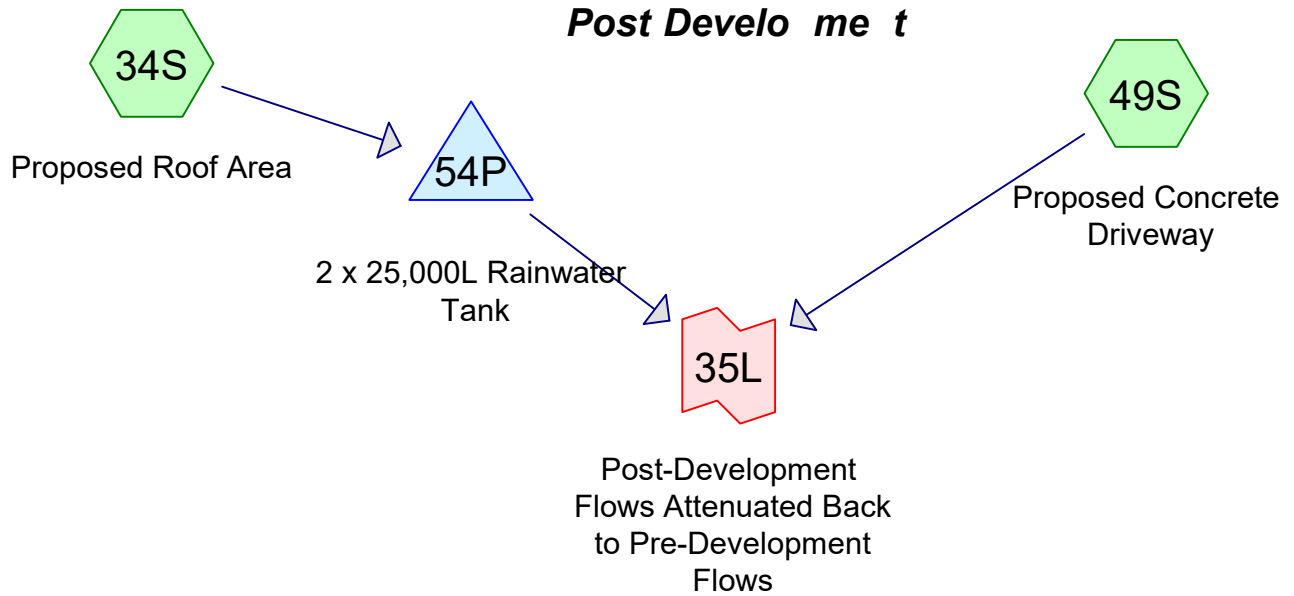 Post Develo me t
34S
Proposed Roof Area
54P
2 x 25,000L Rainwater
Tank
49S
Proposed Concrete
Driveway
35L
Post-Development
Flows Attenuated Back
to Pre-Development
Flows